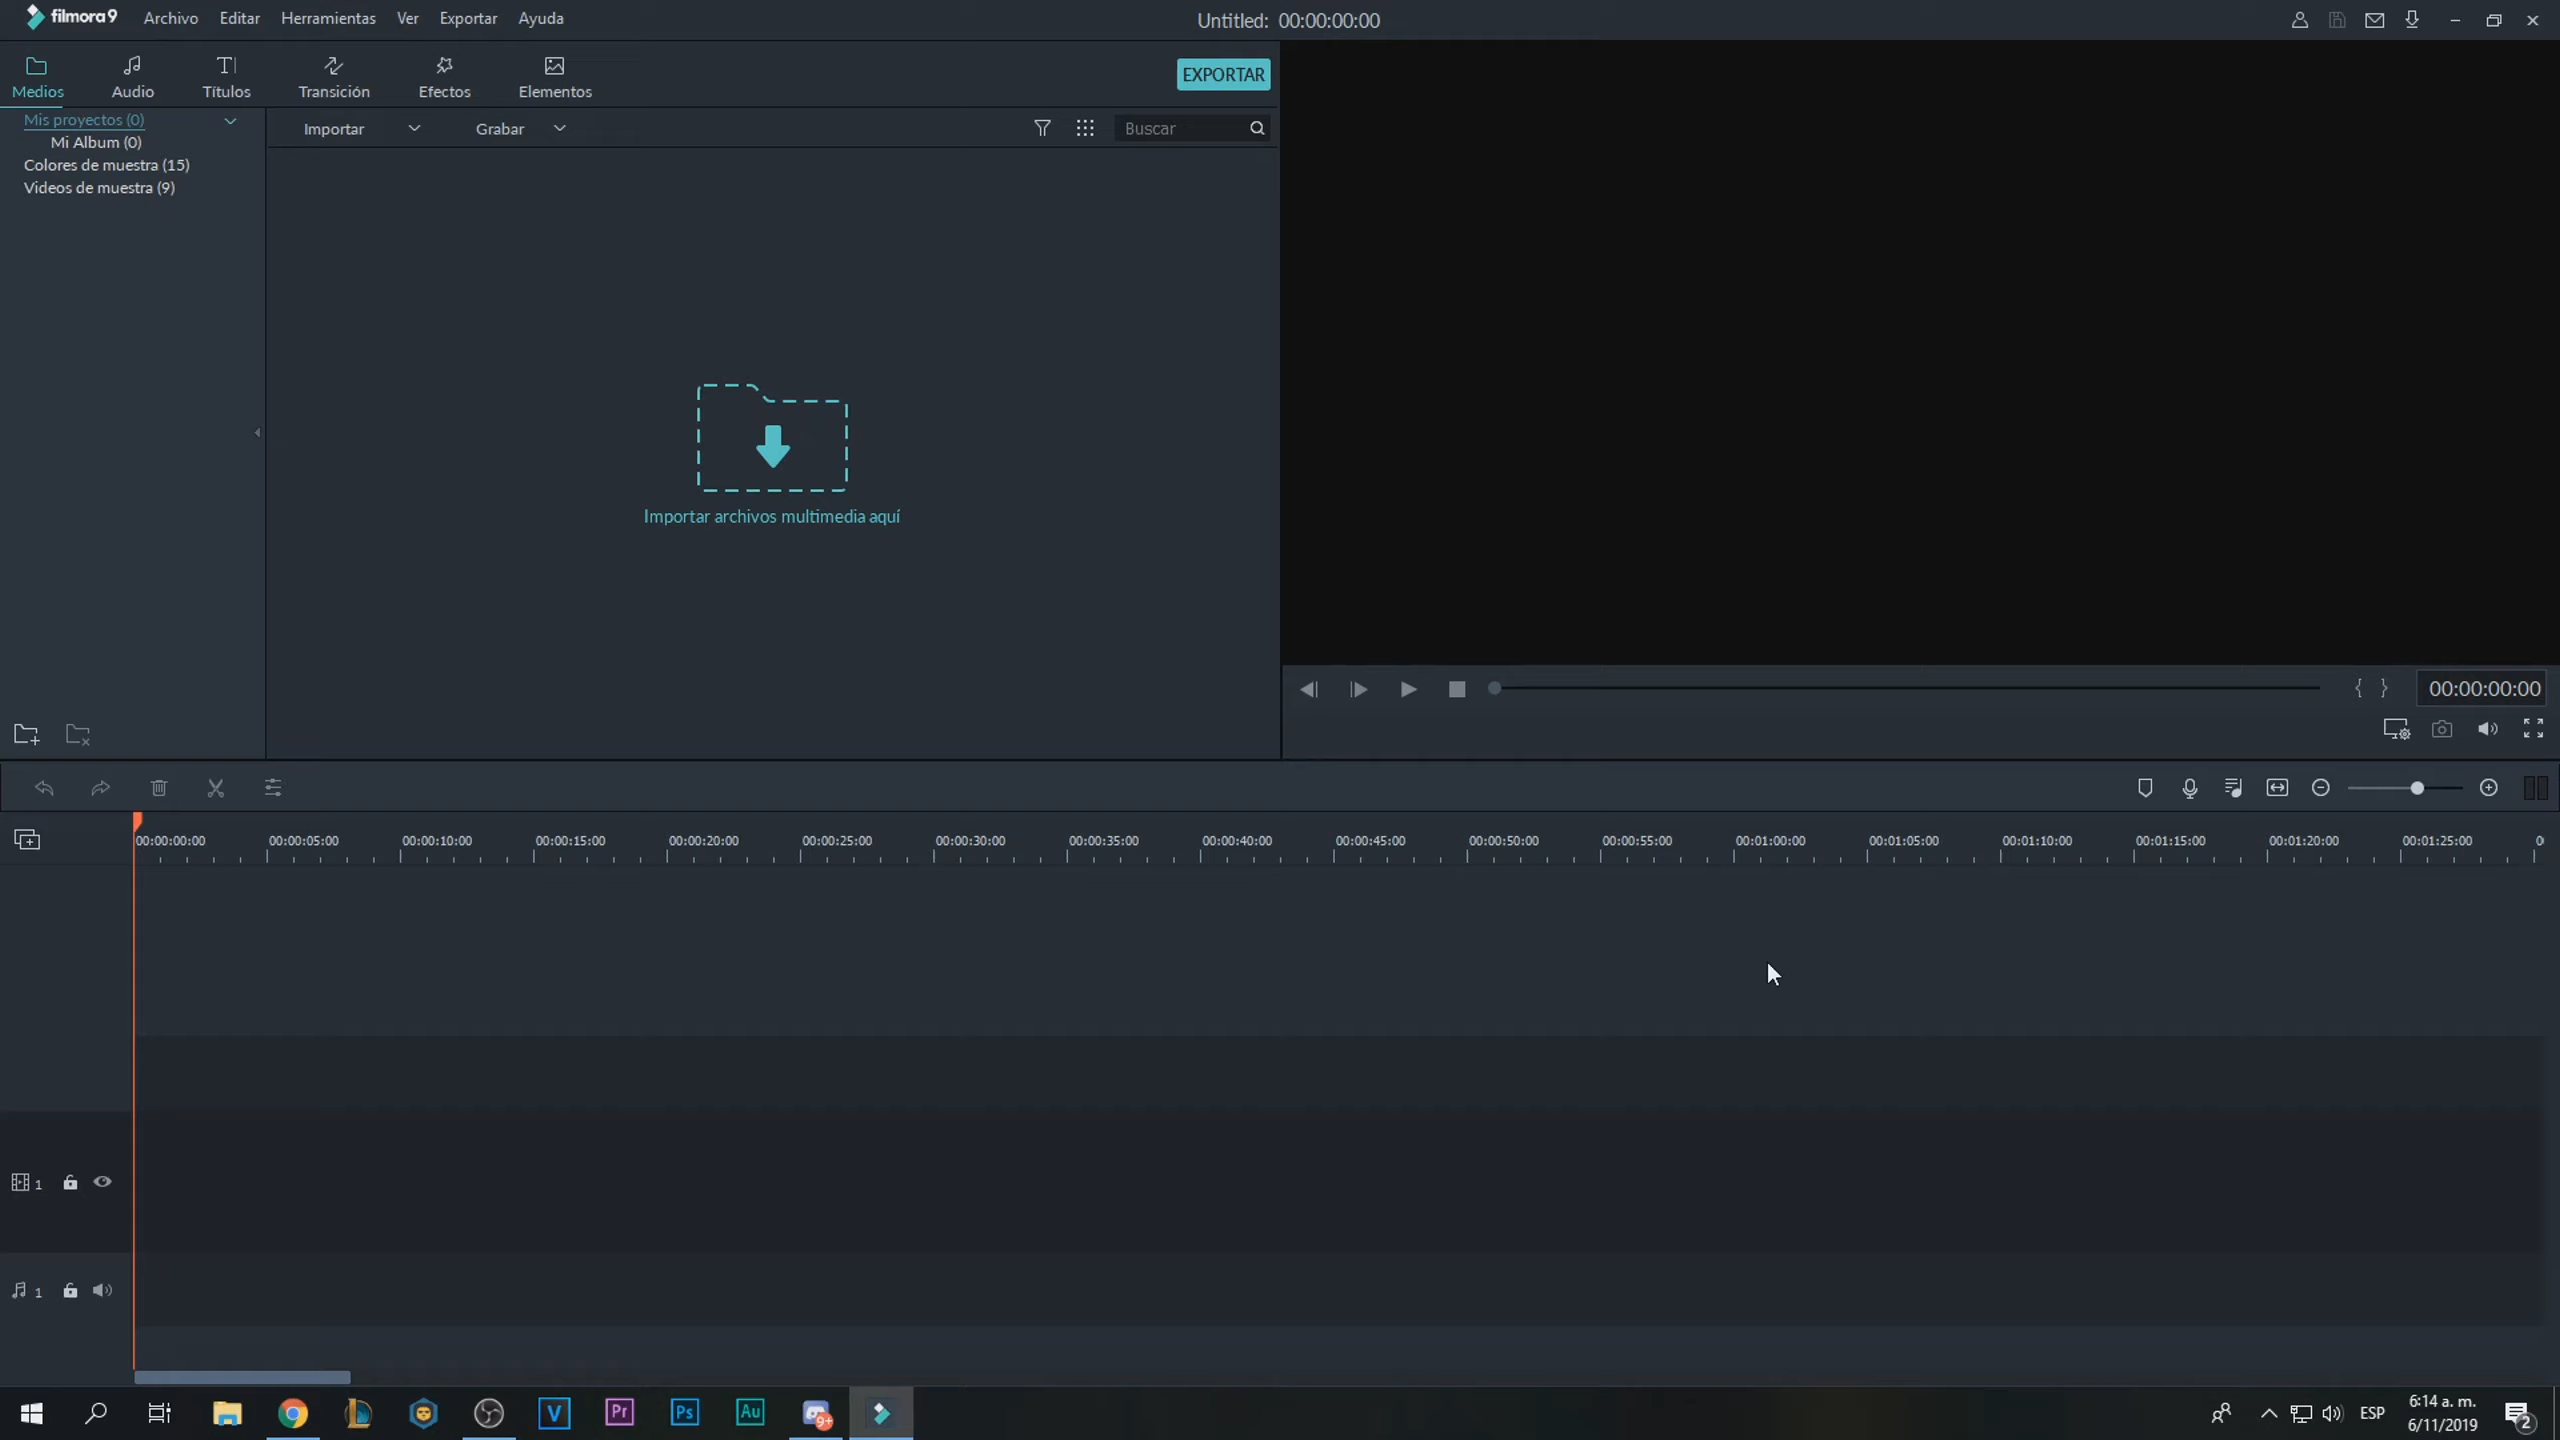 filmora9 Archivo Editar Herramientas Ver Exportar Ayuda Untitled: 00:00:00:00
Medios Audio Títulos Transición Efectos Elementos EXPORTAR
Mis proyectos (0)
Mi Album (0)
Colores de muestra (15)
Videos de muestra (9)
Importar Grabar Buscar
Importar archivos multimedia aquí
{ } 00:00:00:00
00:00:00:00 00:00:05:00 00:00:10:00 00:00:15:00 00:00:20:00 00:00:25:00 00:00:30:00 00:00:35:00 00:00:40:00 00:00:45:00 00:00:50:00 00:00:55:00 00:01:00:00 00:01:05:00 00:01:10:00 00:01:15:00 00:01:20:00 00:01:25:00
1
1
V Pr Ps Au 9+ ESP 6:14 a. m.
6/11/2019 2